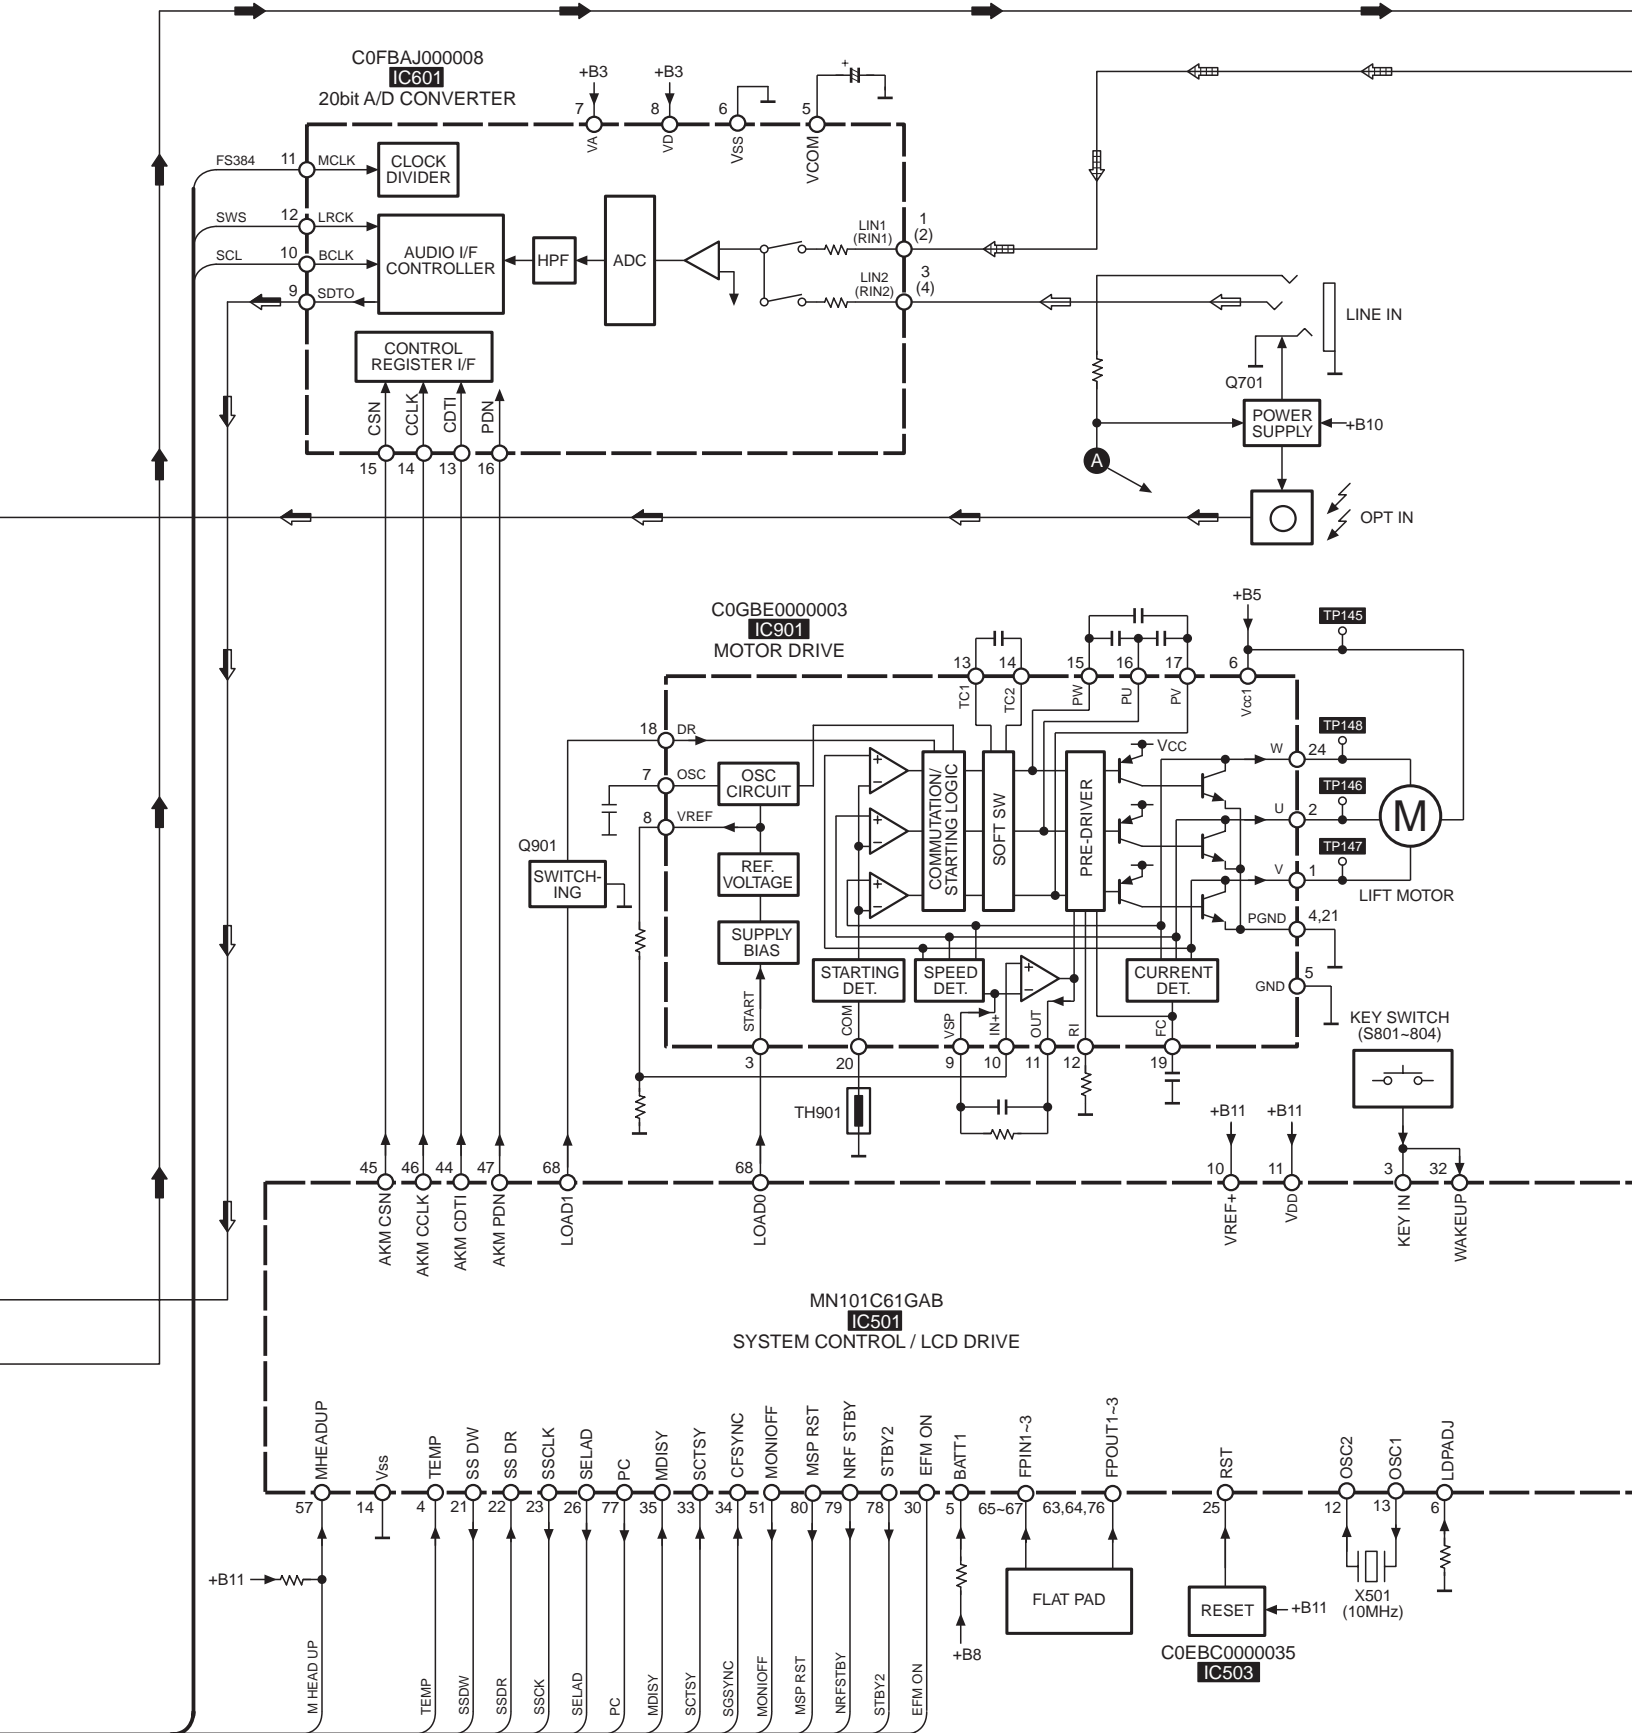 C0FBAJ000008
IC601
20bit A/D CONVERTER
+B3
+B3
+
7
8
6
5
VA
VD
VSS
VCOM
FS384
11
MCLK
CLOCK
DIVIDER
SWS
12
LRCK
SCL
10
BCLK
9
SDTO
AUDIO I/F
CONTROLLER
HPF
ADC
LIN1
(RIN1)
1
(2)
LIN2
(RIN2)
3
(4)
CONTROL
REGISTER I/F
CSN
CCLK
CDTI
PDN
15
14
13
16
LINE IN
Q701
POWER
SUPPLY
+B10
A
OPT IN
C0GBE0000003
IC901
MOTOR DRIVE
+B5
TP145
13
14
15
16
17
6
TC1
TC2
PW
PU
PV
Vcc1
18
DR
7
OSC
OSC
CIRCUIT
8
VREF
Q901
SWITCH-
ING
REF.
VOLTAGE
SUPPLY
BIAS
+
−
+
−
+
−
COMMUTATION/
STARTING LOGIC
SOFT SW
PRE-DRIVER
VCC
W
24
TP148
U
2
TP146
V
1
TP147
M
LIFT MOTOR
PGND
4,21
GND
5
STARTING
DET.
SPEED
DET.
+
−
CURRENT
DET.
START
COM
VSP
IN+
OUT
RI
FC
3
20
9
10
11
12
19
TH901
KEY SWITCH
(S801~804)
+B11
+B11
45
46
44
47
68
68
10
11
3
32
AKM CSN
AKM CCLK
AKM CDTI
AKM PDN
LOAD1
LOAD0
VREF+
VDD
KEY IN
WAKEUP
MN101C61GAB
IC501
SYSTEM CONTROL / LCD DRIVE
MHEADUP
Vss
TEMP
SS DW
SS DR
SSCLK
SELAD
PC
MDISY
SCTSY
CFSYNC
MONIOFF
MSP RST
NRF STBY
STBY2
EFM ON
BATT1
FPIN1~3
FPOUT1~3
RST
OSC2
OSC1
LDPADJ
57
14
4
21
22
23
26
77
35
33
34
51
80
79
78
30
5
65~67
63,64,76
25
12
13
6
+B11
FLAT PAD
RESET
+B11
X501
(10MHz)
+B8
C0EBC0000035
IC503
M HEAD UP
TEMP
SSDW
SSDR
SSCK
SELAD
PC
MDISY
SCTSY
SGSYNC
MONIOFF
MSP RST
NRFSTBY
STBY2
EFM ON